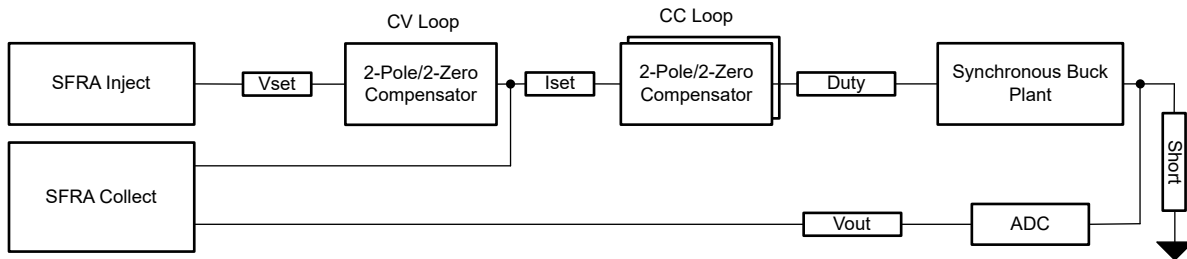 CV Loop
CC Loop
SFRA Inject
Vset
2-Pole/2-Zero
Compensator
Iset
2-Pole/2-Zero
Compensator
Duty
Synchronous Buck
Plant
Short
SFRA Collect
Vout
ADC